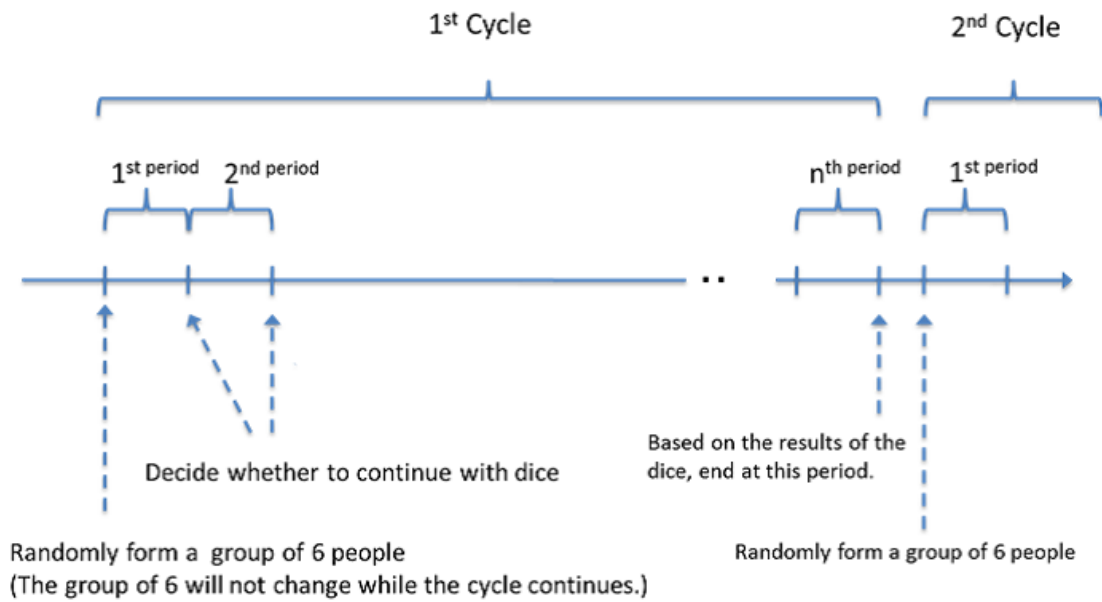 1st Cycle
2nd Cycle
1st period
2nd period
nth period
1st period
..
Decide whether to continue with dice
Based on the results of the
dice, end at this period.
Randomly form a  group of 6 people
(The group of 6 will not change while the cycle continues.)
Randomly form a group of 6 people